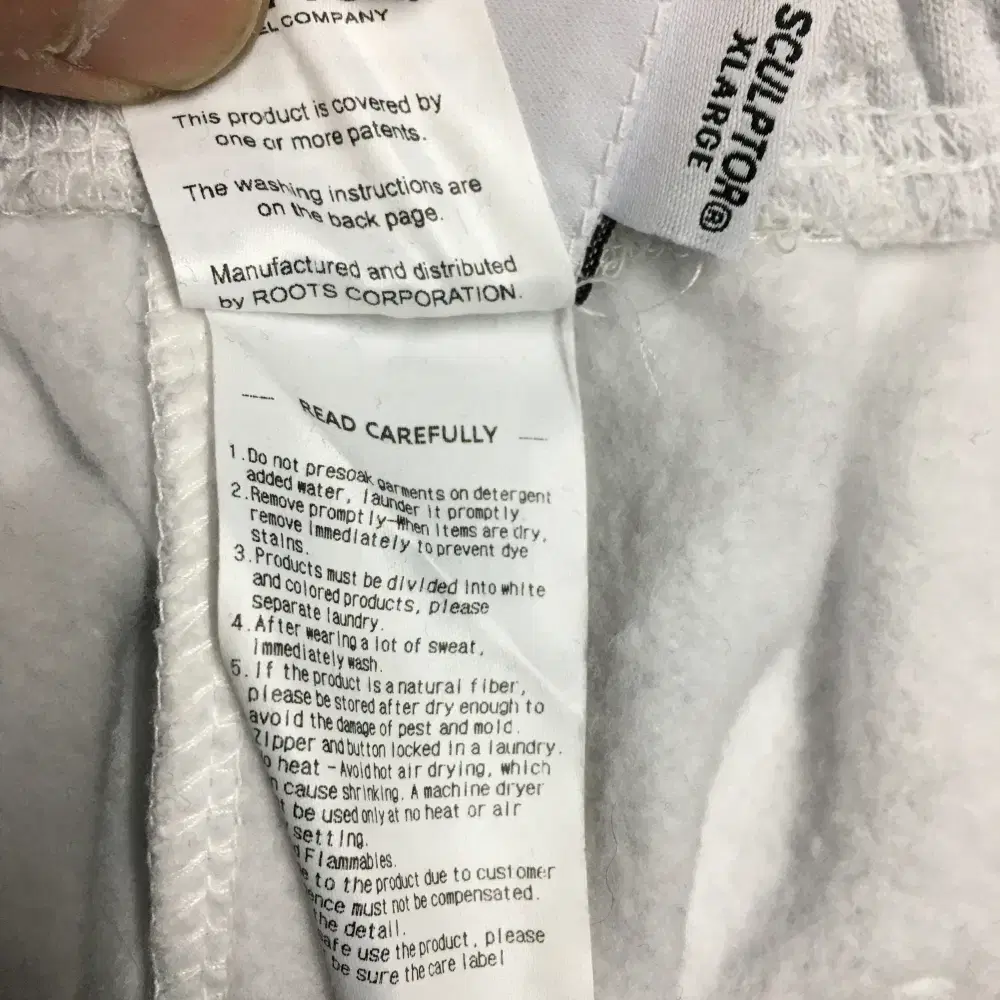 COMPANY
This product is covered by
one or more patents.
The washing instructions are
on the back page.
Manufactured and distributed
by ROOTS CORPORATION.
SCULPTOR®
XLARGE
READ CAREFULLY
1.Do not presoak garments on detergent
added water, launder it promptly.
2.Remove promptly-When Items are dry,
remove immediately to prevent dye
stains.
3.Products must be divided into white
and colored products, please
separate laundry.
4.After wearing a lot of sweat,
immediately wash.
5.If the product is a natural fiber,
please be stored after dry enough to
avoid the damage of pest and mold.
Zipper and button locked in a laundry.
heat - Avoid hot air drying, which
cause shrinking. A machine dryer
be used only at no heat or air
setting.
Flammables.
to the product due to customer
must not be compensated.
the detail.
use the product, please
be sure the care label